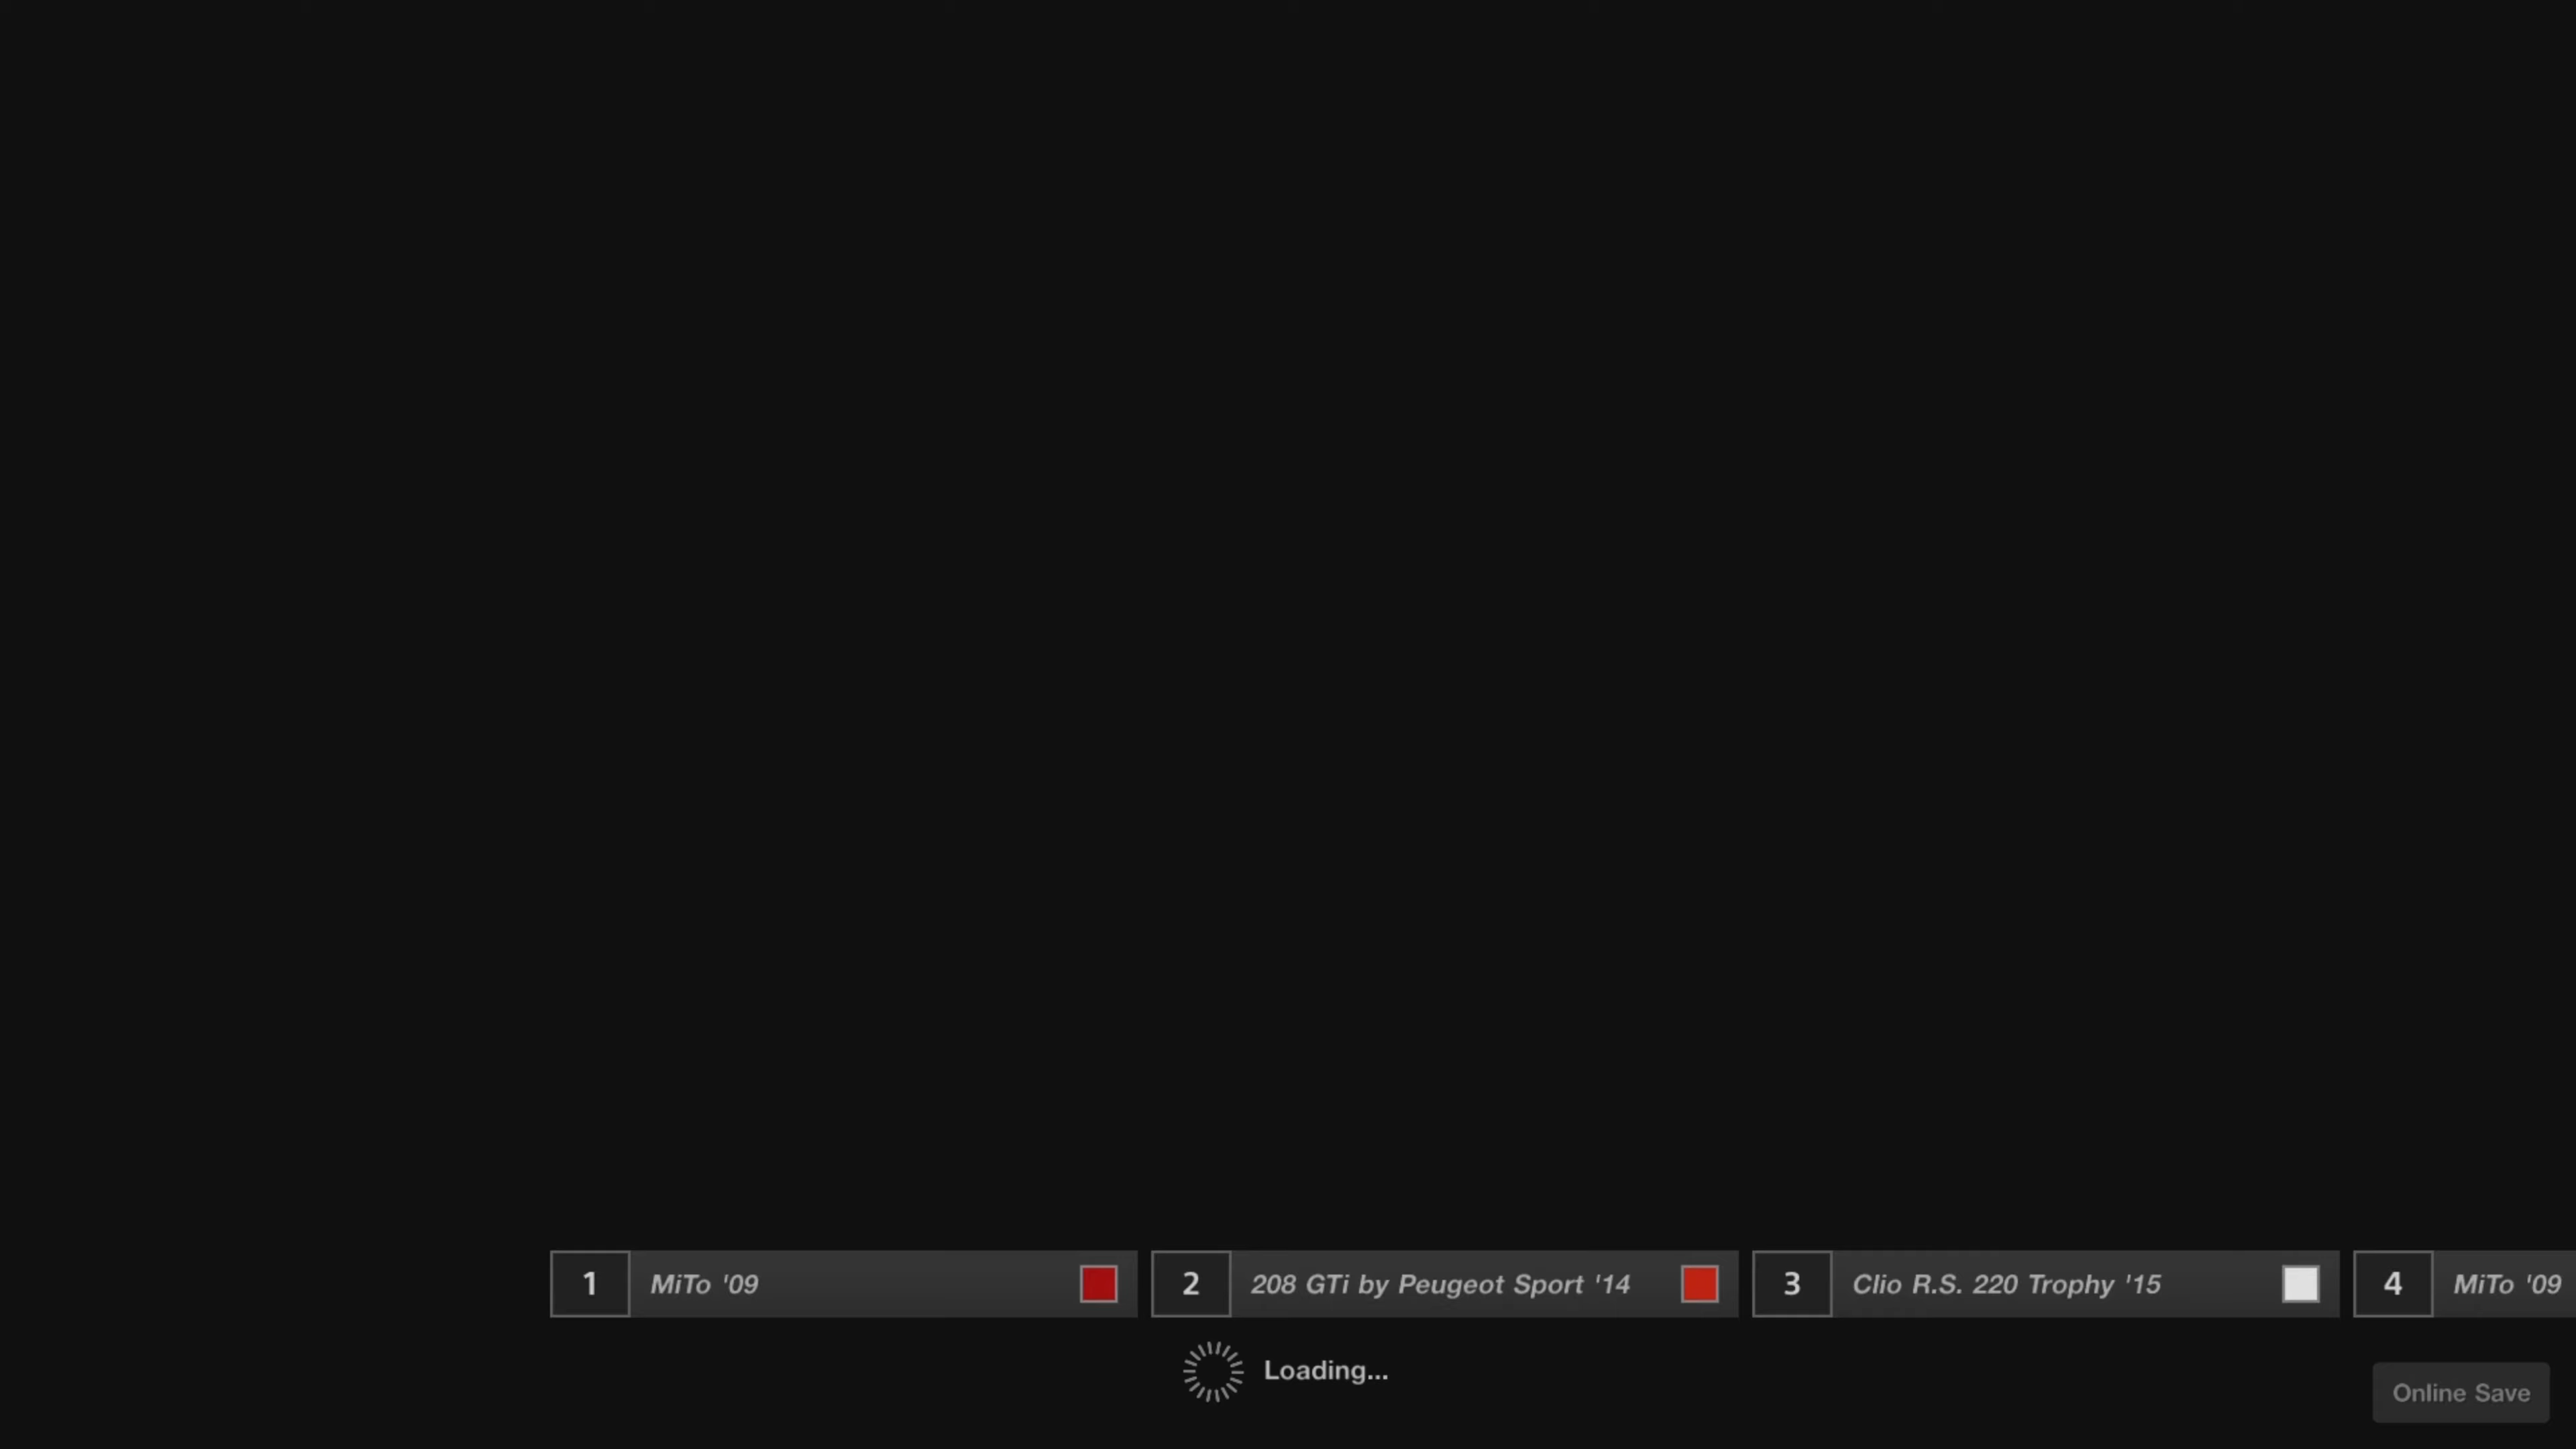 1 MiTo '09 2 208 GTi by Peugeot Sport '14 3 Clio R.S. 220 Trophy '15 4 MiTo '09
Loading...
Online Save